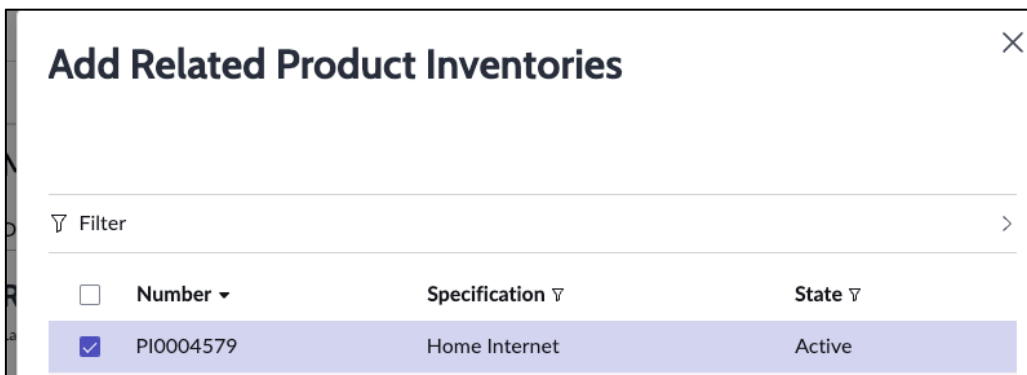 Add Related Product Inventories
Filter
Number Specification State
PI0004579 Home Internet Active